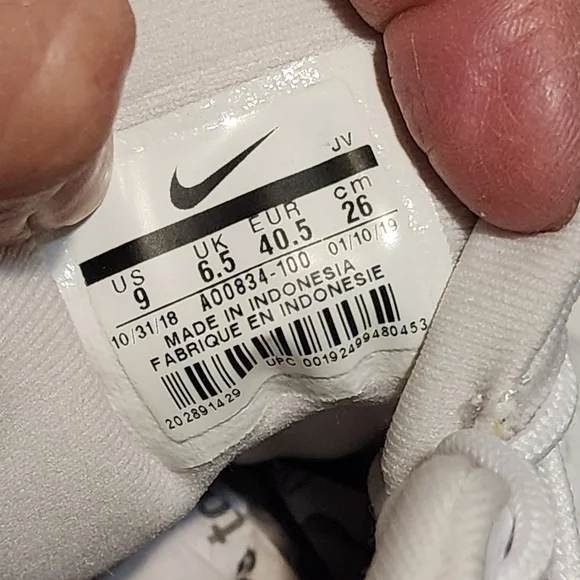 JV
US UK EUR cm
9 6.5 40.5 26
10/31/18 AO0834-100 01/10/19
MADE IN INDONESIA
FABRIQUE EN INDONESIE
UPC 00192499480453
202891429